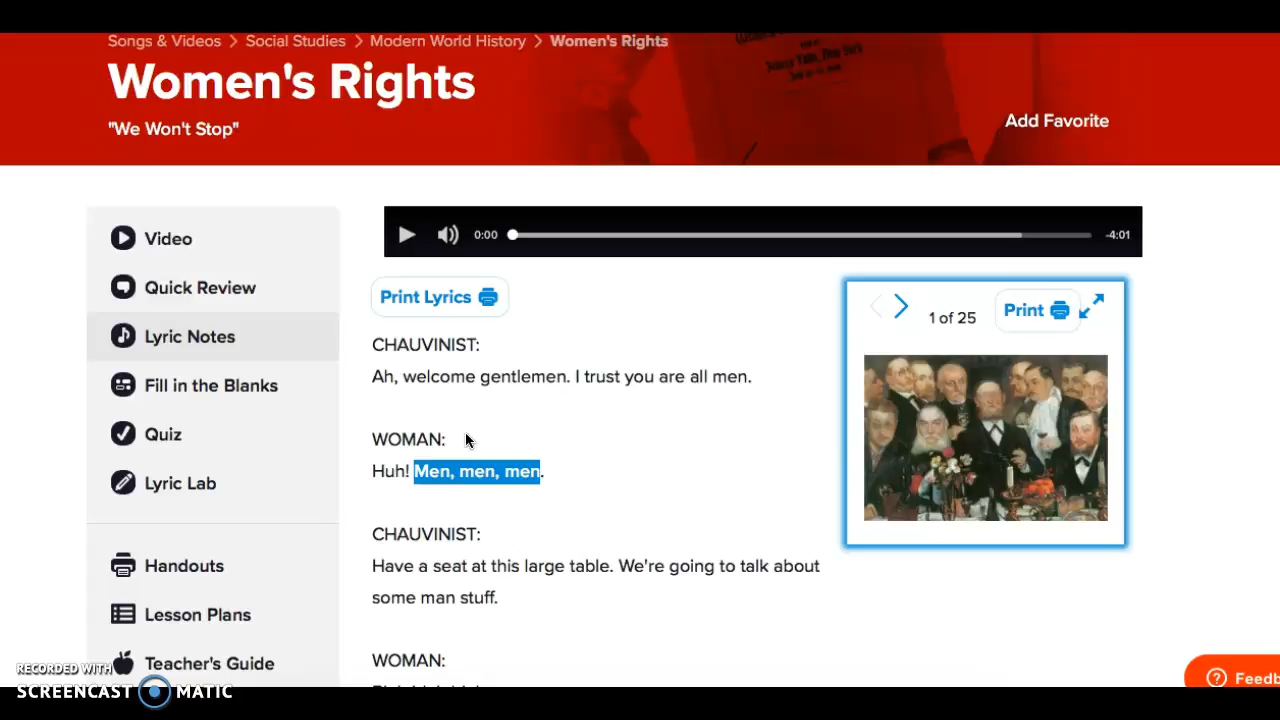 Songs & Videos > Social Studies > Modern World History > Women's Rights
Women's Rights
"We Won't Stop"
Add Favorite
Video
Quick Review
Lyric Notes
Fill in the Blanks
Quiz
Lyric Lab
Handouts
Lesson Plans
Teacher's Guide
0:00
-4:01
Print Lyrics
CHAUVINIST:
Ah, welcome gentlemen. I trust you are all men.
WOMAN:
Huh! Men, men, men.
CHAUVINIST:
Have a seat at this large table. We're going to talk about
some man stuff.
WOMAN:
1 of 25
Print
Feedb
RECORDED WITH
SCREENCAST MATIC